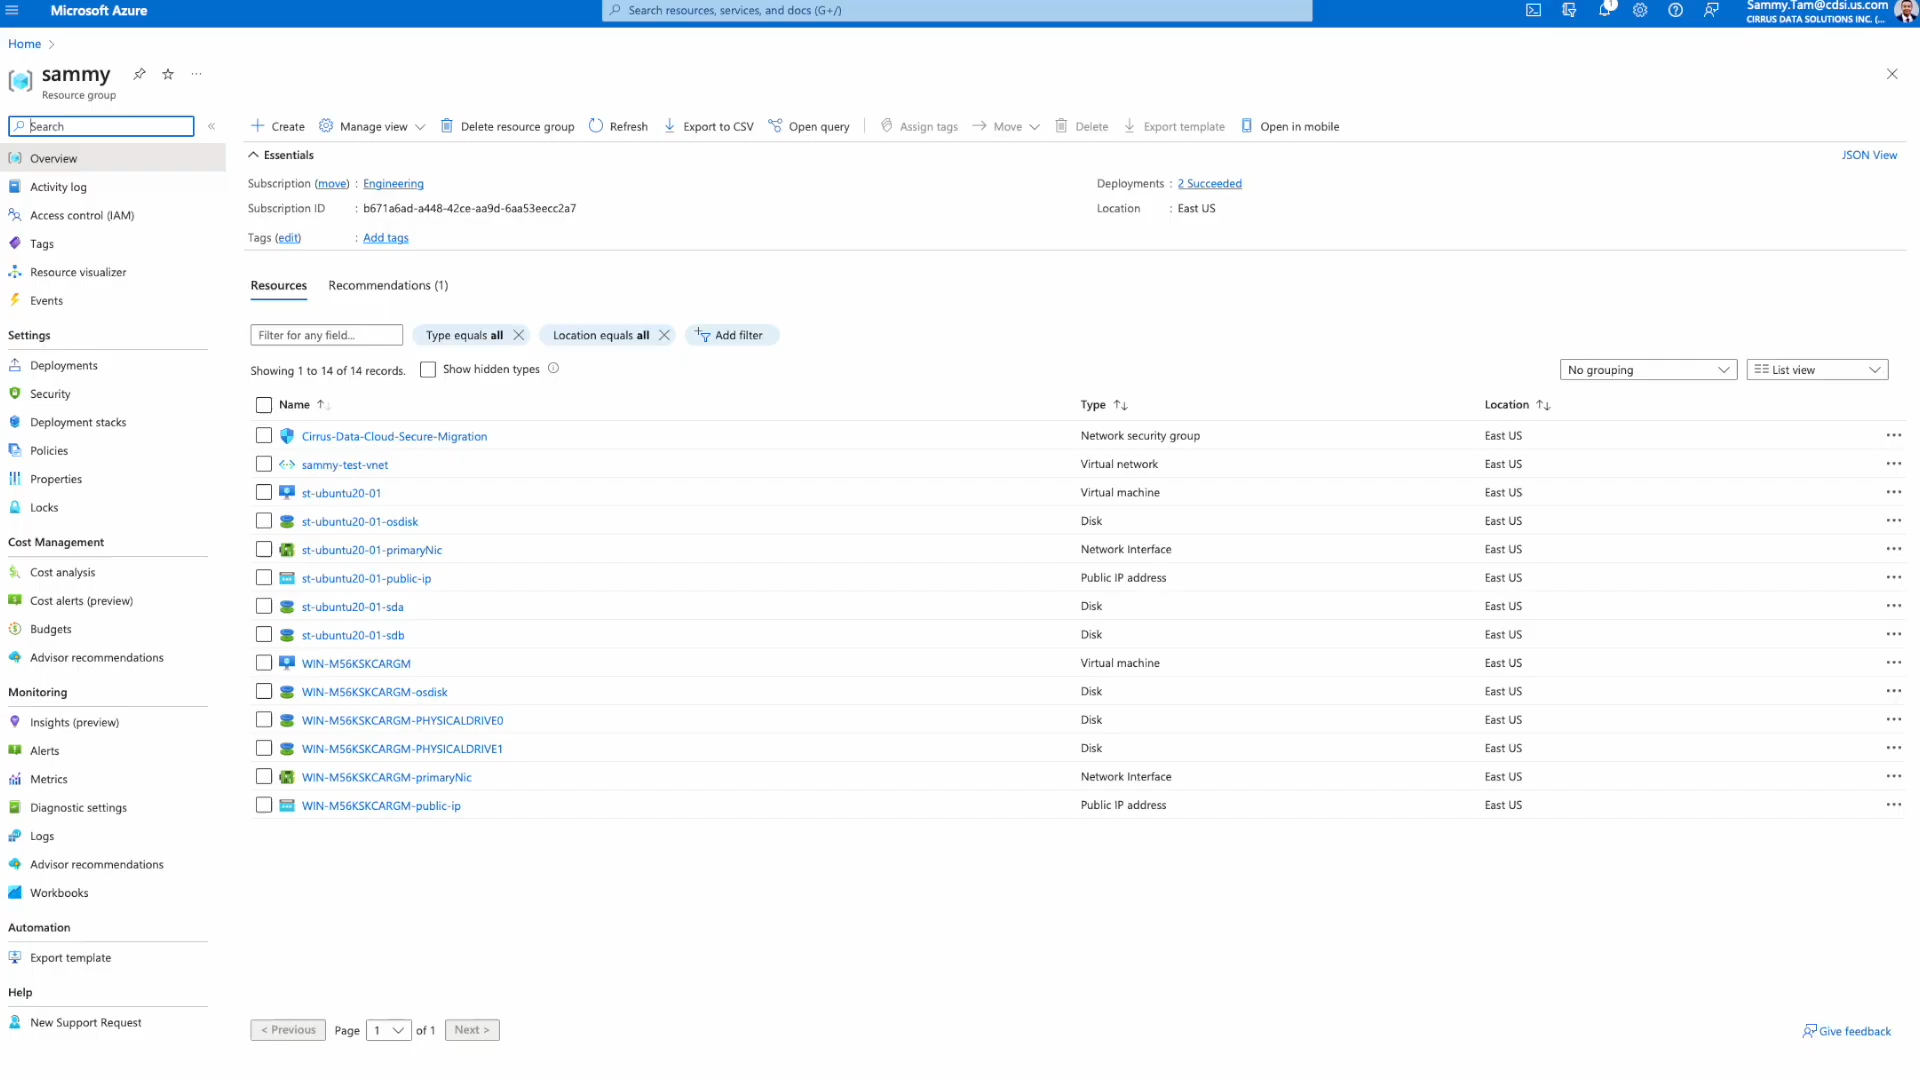 Microsoft Azure
Search resources, services, and docs (G+/)
1
Sammy.Tam@cdsi.us.com
CIRRUS DATA SOLUTIONS INC. (...
Home
sammy
...
Resource group
Search
«
Create
Manage view
Delete resource group
Refresh
Export to CSV
Open query
Assign tags
Move
Delete
Export template
Open in mobile
Overview
Activity log
Access control (IAM)
Tags
Resource visualizer
Events
Settings
Deployments
Security
Deployment stacks
Policies
Properties
Locks
Cost Management
Cost analysis
Cost alerts (preview)
Budgets
Advisor recommendations
Monitoring
Insights (preview)
Alerts
Metrics
Diagnostic settings
Logs
Advisor recommendations
Workbooks
Automation
Export template
Help
New Support Request
Essentials
JSON View
Subscription (move) : Engineering
Deployments : 2 Succeeded
Subscription ID : b671a6ad-a448-42ce-aa9d-6aa53eecc2a7
Location : East US
Tags (edit) : Add tags
Resources
Recommendations (1)
Filter for any field...
Type equals all
Location equals all
Add filter
Showing 1 to 14 of 14 records.
Show hidden types
No grouping
List view
Name Type Location
Cirrus-Data-Cloud-Secure-Migration Network security group East US
sammy-test-vnet Virtual network East US
st-ubuntu20-01 Virtual machine East US
st-ubuntu20-01-osdisk Disk East US
st-ubuntu20-01-primaryNic Network Interface East US
st-ubuntu20-01-public-ip Public IP address East US
st-ubuntu20-01-sda Disk East US
st-ubuntu20-01-sdb Disk East US
WIN-M56KSKCARGM Virtual machine East US
WIN-M56KSKCARGM-osdisk Disk East US
WIN-M56KSKCARGM-PHYSICALDRIVE0 Disk East US
WIN-M56KSKCARGM-PHYSICALDRIVE1 Disk East US
WIN-M56KSKCARGM-primaryNic Network Interface East US
WIN-M56KSKCARGM-public-ip Public IP address East US
< Previous
Page 1 of 1
Next >
Give feedback